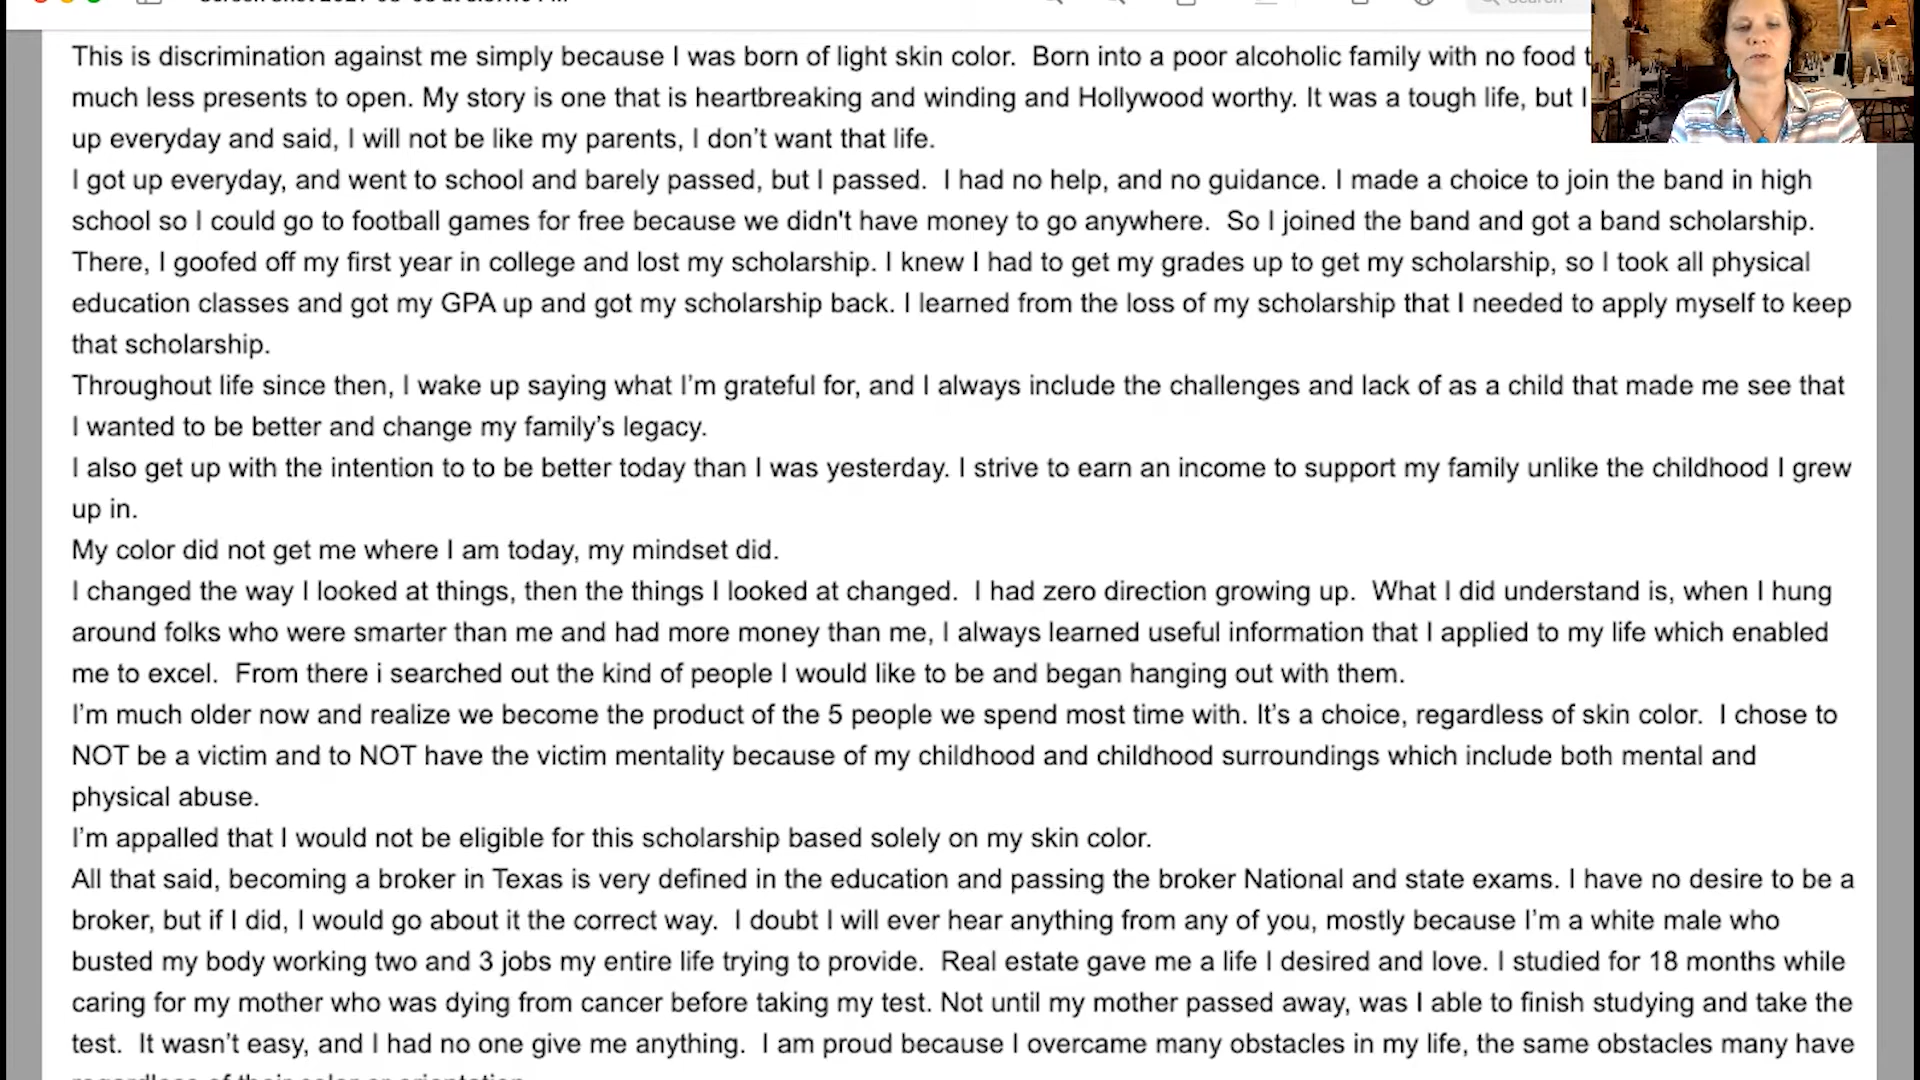 Search
This is discrimination against me simply because I was born of light skin color.  Born into a poor alcoholic family with no food
much less presents to open. My story is one that is heartbreaking and winding and Hollywood worthy. It was a tough life, but I
up everyday and said, I will not be like my parents, I don’t want that life.
I got up everyday, and went to school and barely passed, but I passed.  I had no help, and no guidance. I made a choice to join the band in high
school so I could go to football games for free because we didn't have money to go anywhere.  So I joined the band and got a band scholarship.
There, I goofed off my first year in college and lost my scholarship. I knew I had to get my grades up to get my scholarship, so I took all physical
education classes and got my GPA up and got my scholarship back. I learned from the loss of my scholarship that I needed to apply myself to keep
that scholarship.
Throughout life since then, I wake up saying what I’m grateful for, and I always include the challenges and lack of as a child that made me see that
I wanted to be better and change my family’s legacy.
I also get up with the intention to to be better today than I was yesterday. I strive to earn an income to support my family unlike the childhood I grew
up in.
My color did not get me where I am today, my mindset did.
I changed the way I looked at things, then the things I looked at changed.  I had zero direction growing up.  What I did understand is, when I hung
around folks who were smarter than me and had more money than me, I always learned useful information that I applied to my life which enabled
me to excel.  From there i searched out the kind of people I would like to be and began hanging out with them.
I’m much older now and realize we become the product of the 5 people we spend most time with. It’s a choice, regardless of skin color.  I chose to
NOT be a victim and to NOT have the victim mentality because of my childhood and childhood surroundings which include both mental and
physical abuse.
I’m appalled that I would not be eligible for this scholarship based solely on my skin color.
All that said, becoming a broker in Texas is very defined in the education and passing the broker National and state exams. I have no desire to be a
broker, but if I did, I would go about it the correct way.  I doubt I will ever hear anything from any of you, mostly because I’m a white male who
busted my body working two and 3 jobs my entire life trying to provide.  Real estate gave me a life I desired and love. I studied for 18 months while
caring for my mother who was dying from cancer before taking my test. Not until my mother passed away, was I able to finish studying and take the
test.  It wasn’t easy, and I had no one give me anything.  I am proud because I overcame many obstacles in my life, the same obstacles many have